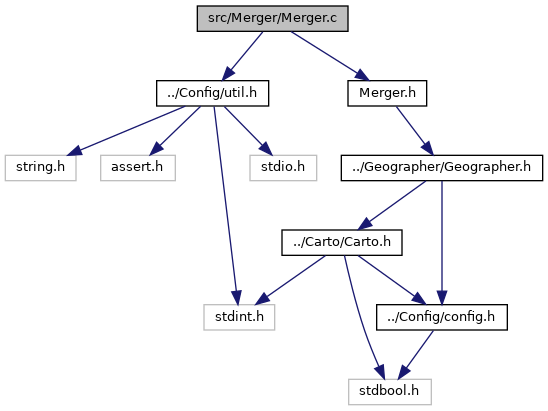 src/Merger/Merger.c
../Config/util.h
Merger.h
string.h
assert.h
stdio.h
../Geographer/Geographer.h
../Carto/Carto.h
stdint.h
../Config/config.h
stdbool.h